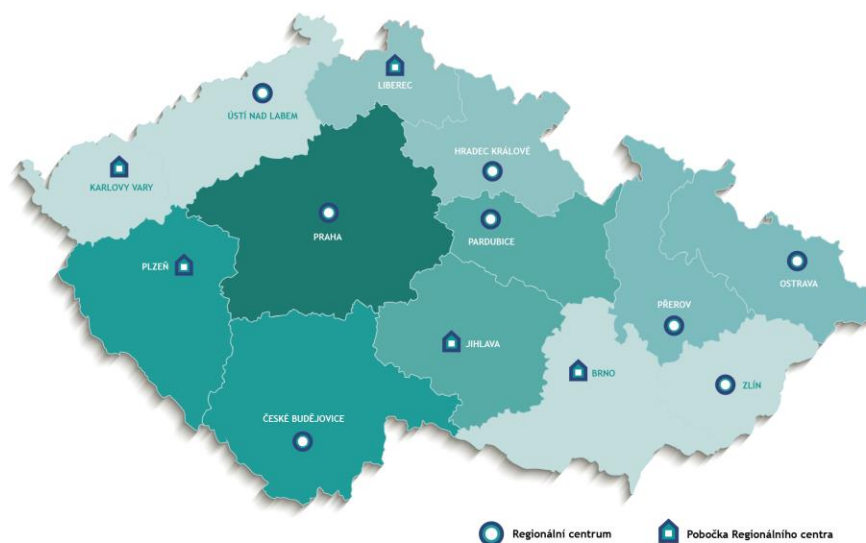 LIBEREC
ÚSTÍ NAD LABEM
HRADEC KRÁLOVÉ
KARLOVY VARY
PRAHA
PARDUBICE
PLZEŇ
OSTRAVA
PŘEROV
JIHLAVA
BRNO
ZLÍN
ČESKÉ BUDĚJOVICE
Regionální centrum
Pobočka Regionálního centra